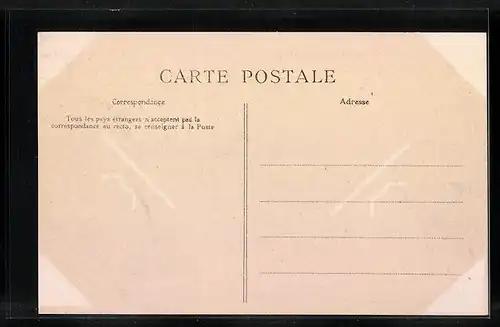 CARTE POSTALE
Correspondance
Adresse
Tous les pays étrangers n'acceptent pas la
correspondance au recto, se renseigner à la Poste